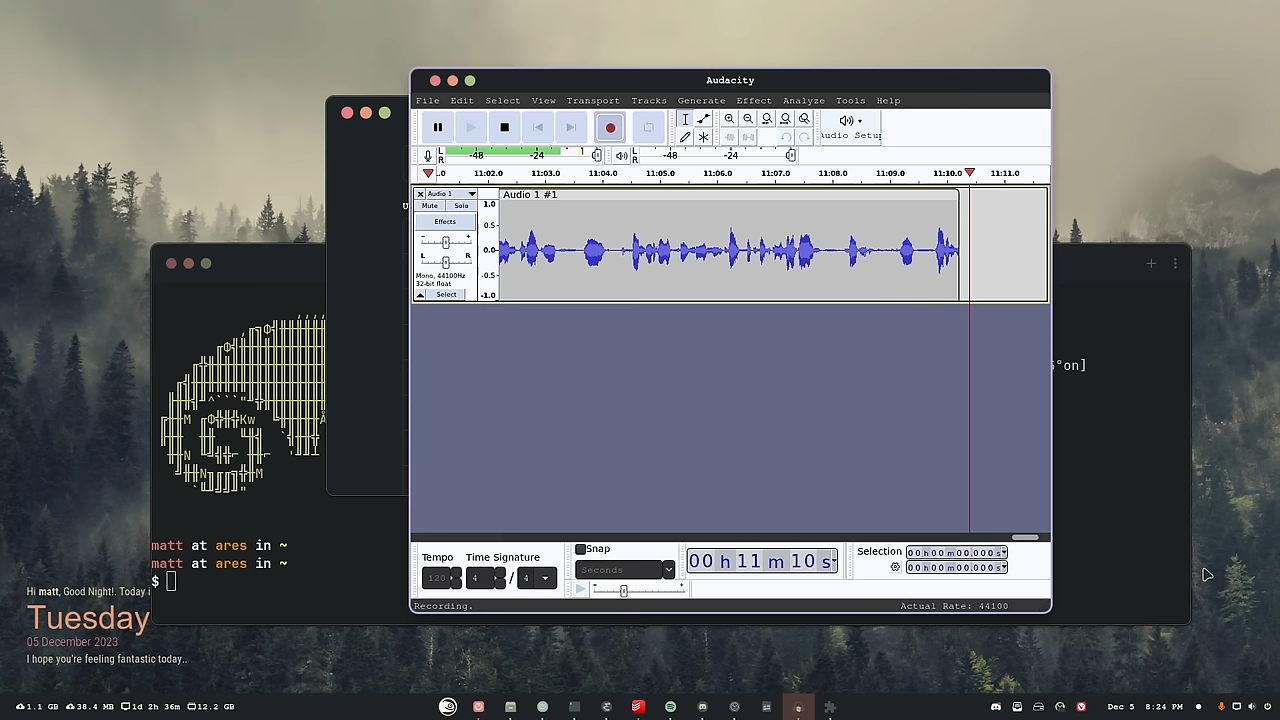 Audacity
File Edit Select View Transport Tracks Generate Effect Analyze Tools Help
Audio Setup
L
R
-48 -24
L
R
-48 -24
.0 11:02.0 11:03.0 11:04.0 11:05.0 11:06.0 11:07.0 11:08.0 11:09.0 11:10.0 11:11.0
Audio 1
Audio 1 #1
Mute Solo
Effects
- +
L R
Mono, 44100Hz
32-bit float
Select
1.0
0.5
0.0
-0.5
-1.0
°on]
matt at ares in ~
matt at ares in ~
$
Hi matt, Good Night!. Today i
Tuesday
05 December 2023
I hope you're feeling fantastic today..
Tempo
120
Time Signature
4 / 4
Snap
Seconds
00 h 11 m 10 s
Selection
00 h 00 m 00.000 s
00 h 00 m 00.000 s
- +
Recording.
Actual Rate: 44100
1.1 GB 38.4 MB 1d 2h 36m 12.2 GB
Dec 5 8:24 PM